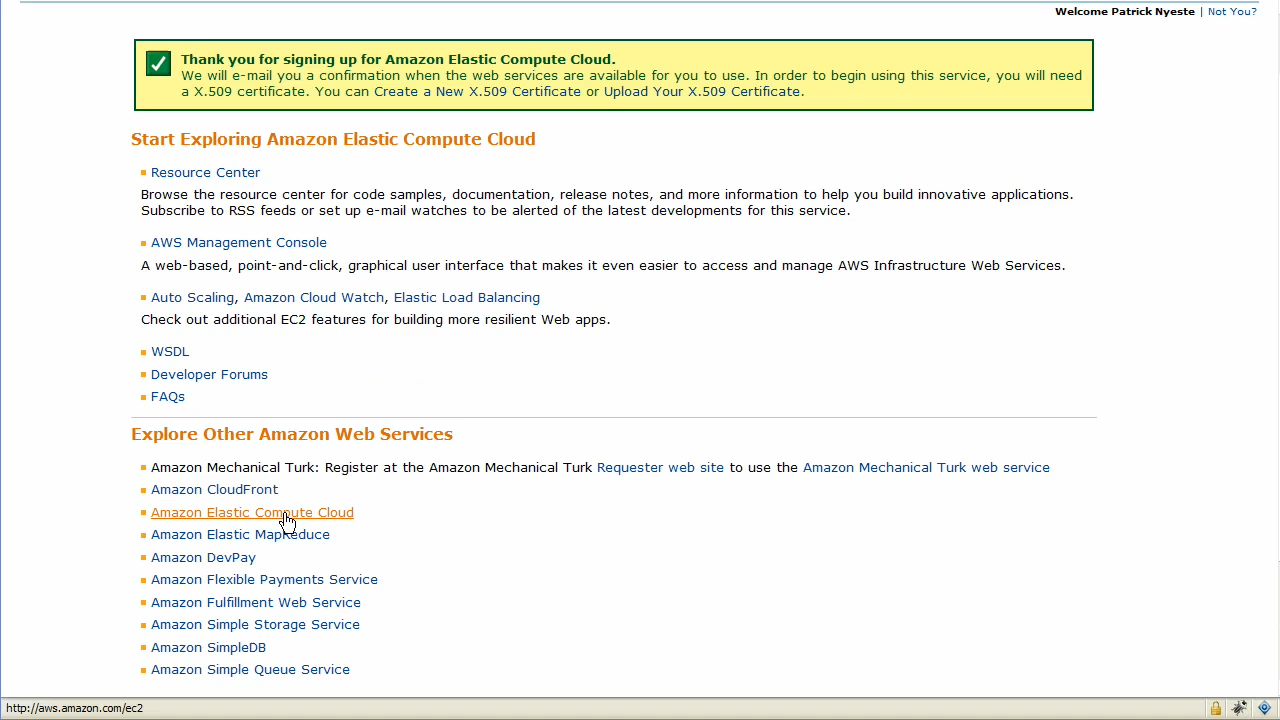 Welcome Patrick Nyeste | Not You?
Thank you for signing up for Amazon Elastic Compute Cloud.
We will e-mail you a confirmation when the web services are available for you to use. In order to begin using this service, you will need
a X.509 certificate. You can Create a New X.509 Certificate or Upload Your X.509 Certificate.
Start Exploring Amazon Elastic Compute Cloud
Resource Center
Browse the resource center for code samples, documentation, release notes, and more information to help you build innovative applications.
Subscribe to RSS feeds or set up e-mail watches to be alerted of the latest developments for this service.
AWS Management Console
A web-based, point-and-click, graphical user interface that makes it even easier to access and manage AWS Infrastructure Web Services.
Auto Scaling, Amazon Cloud Watch, Elastic Load Balancing
Check out additional EC2 features for building more resilient Web apps.
WSDL
Developer Forums
FAQs
Explore Other Amazon Web Services
Amazon Mechanical Turk: Register at the Amazon Mechanical Turk Requester web site to use the Amazon Mechanical Turk web service
Amazon CloudFront
Amazon Elastic Compute Cloud
Amazon Elastic MapReduce
Amazon DevPay
Amazon Flexible Payments Service
Amazon Fulfillment Web Service
Amazon Simple Storage Service
Amazon SimpleDB
Amazon Simple Queue Service
http://aws.amazon.com/ec2